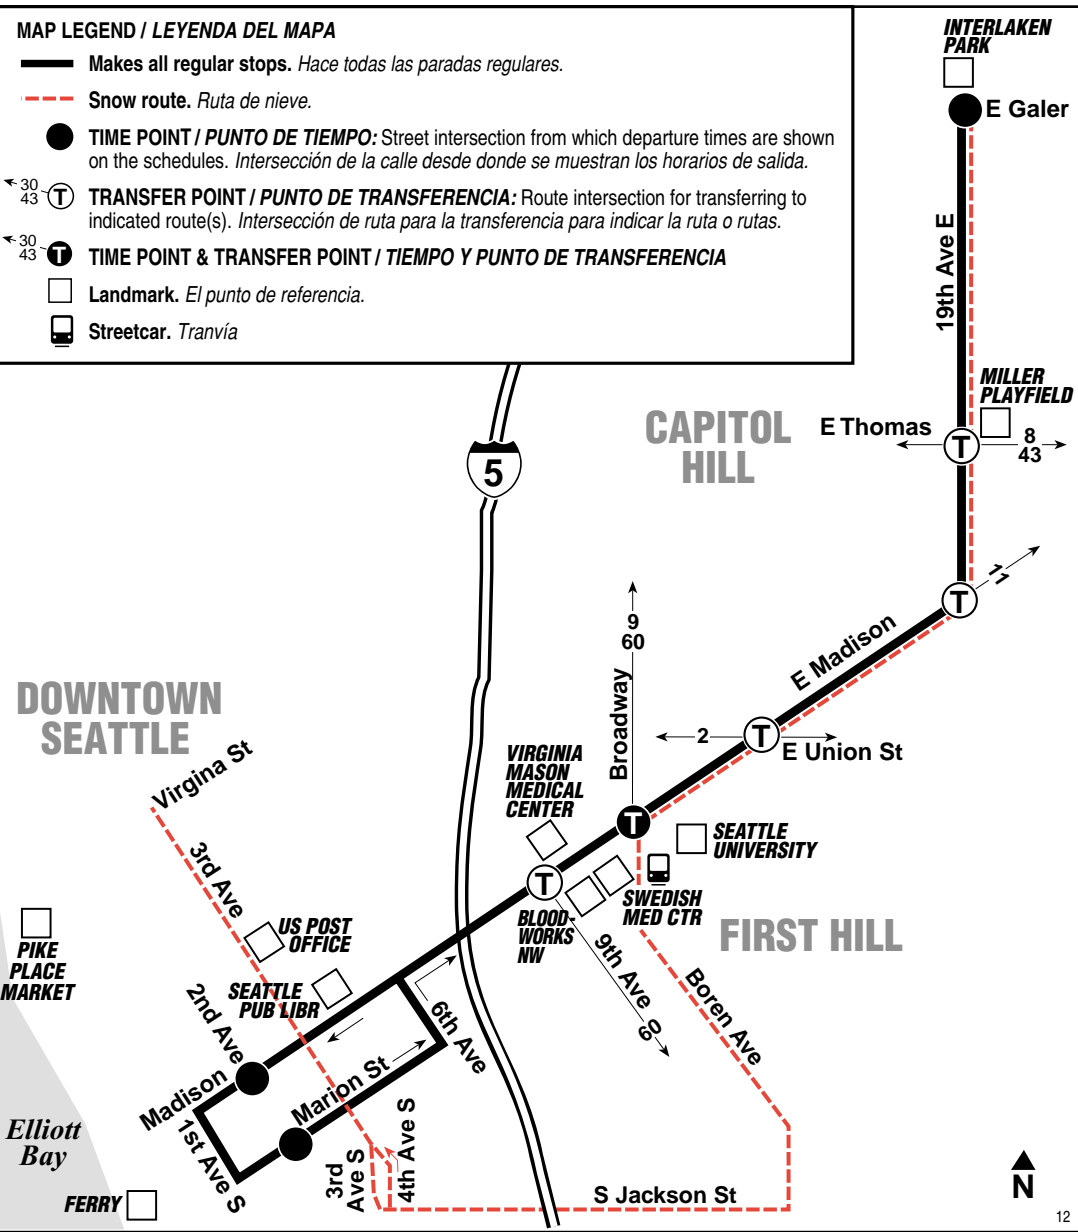 MAP LEGEND / LEYENDA DEL MAPA
Makes all regular stops. Hace todas las paradas regulares.
Snow route. Ruta de nieve.
TIME POINT / PUNTO DE TIEMPO: Street intersection from which departure times are shown
on the schedules. Intersección de la calle desde donde se muestran los horarios de salida.
30
43
T
TRANSFER POINT / PUNTO DE TRANSFERENCIA: Route intersection for transferring to
indicated route(s). Intersección de ruta para la transferencia para indicar la ruta o rutas.
30
43
T
TIME POINT & TRANSFER POINT / TIEMPO Y PUNTO DE TRANSFERENCIA
Landmark. El punto de referencia.
Streetcar. Tranvía
INTERLAKEN
PARK
E Galer
19th Ave E
MILLER
PLAYFIELD
E Thomas
T
8
43
CAPITOL
HILL
5
T
11
E Madison
9
60
Broadway
2
T
E Union St
DOWNTOWN
SEATTLE
Virgina St
VIRGINIA
MASON
MEDICAL
CENTER
T
SEATTLE
UNIVERSITY
3rd Ave
T
SWEDISH
MED CTR
BLOOD-
WORKS
NW
9th Ave
60
FIRST HILL
Boren Ave
US POST
OFFICE
PIKE
PLACE
MARKET
SEATTLE
PUB LIBR
2nd Ave
6th Ave
Madison
Marion St
1st Ave S
3rd
Ave S
4th Ave S
S Jackson St
Elliott
Bay
FERRY
N
12